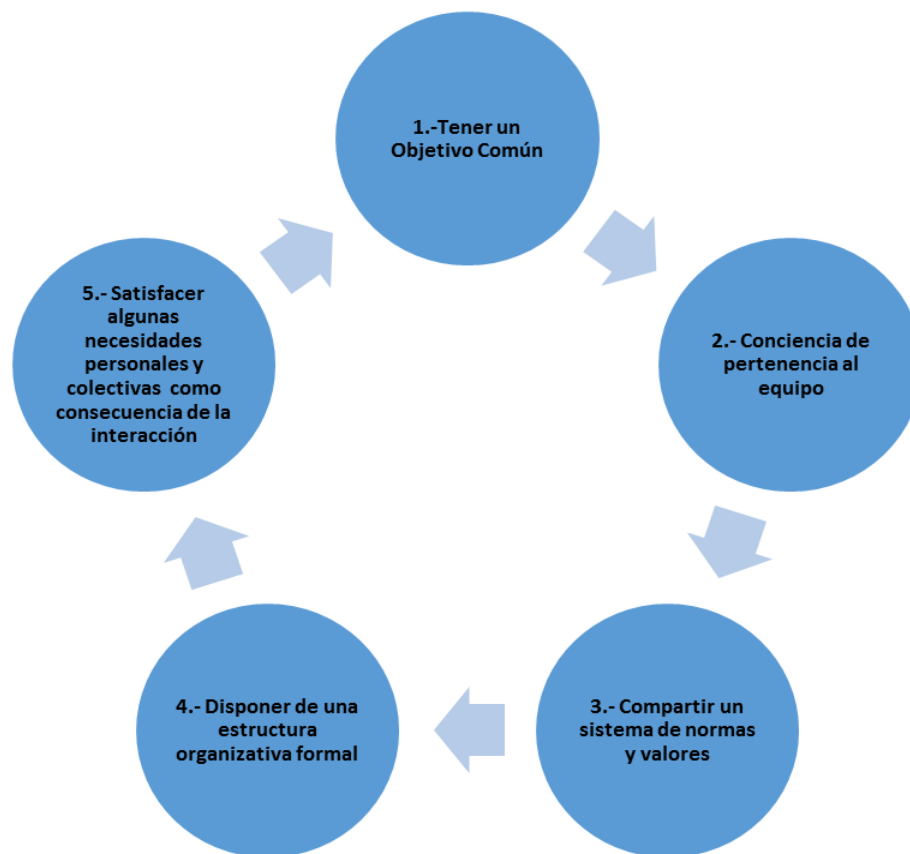 1.-Tener un
Objetivo Común
2.- Conciencia de
pertenencia al
equipo
3.- Compartir un
sistema de normas
y valores
4.- Disponer de una
estructura
organizativa formal
5.- Satisfacer
algunas
necesidades
personales y
colectivas  como
consecuencia de la
interacción